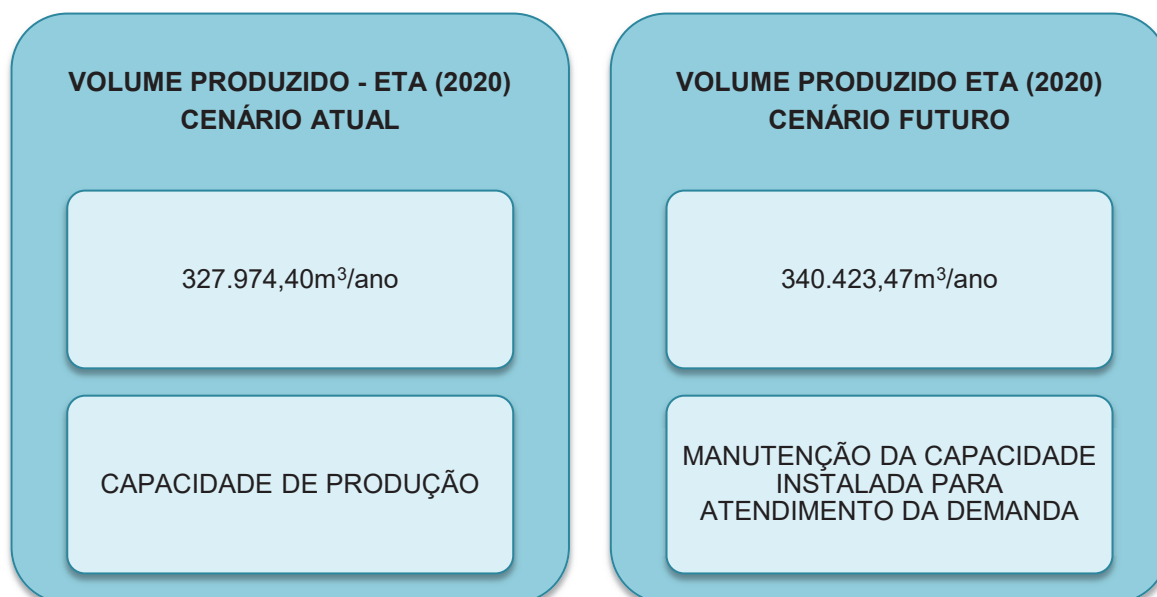 VOLUME PRODUZIDO - ETA (2020)
CENÁRIO ATUAL
327.974,40m³/ano
CAPACIDADE DE PRODUÇÃO
VOLUME PRODUZIDO ETA (2020)
CENÁRIO FUTURO
340.423,47m³/ano
MANUTENÇÃO DA CAPACIDADE
INSTALADA PARA
ATENDIMENTO DA DEMANDA